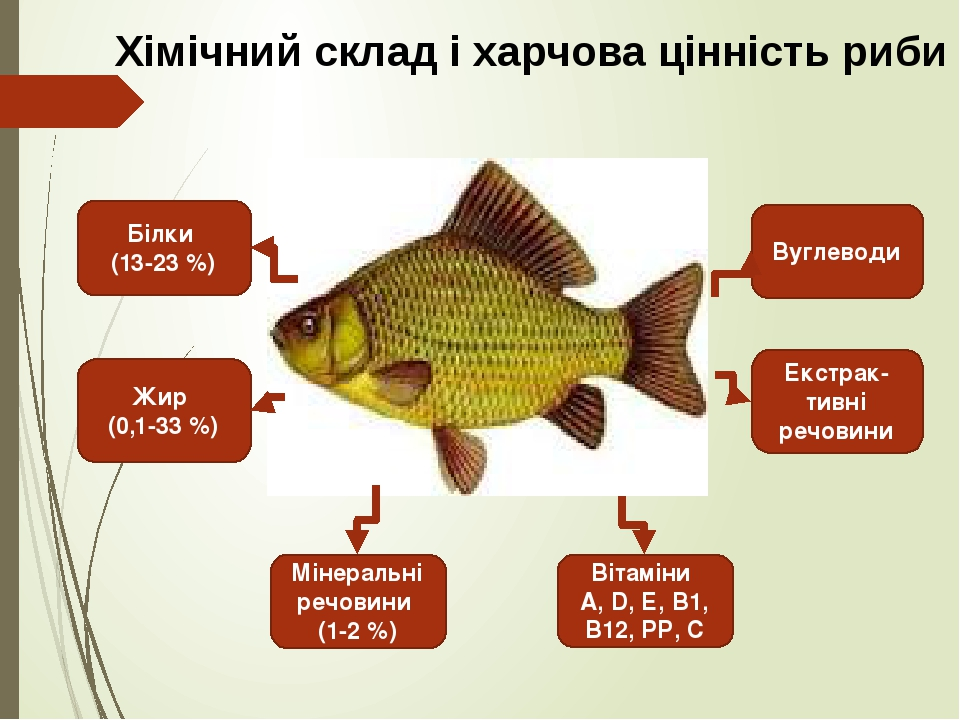 Хімічний склад і харчова цінність риби
Білки
(13-23 %)
Вуглеводи
Жир
(0,1-33 %)
Екстрак-
тивні
речовини
Мінеральні
речовини
(1-2 %)
Вітаміни
A, D, E, B1,
B12, PP, C